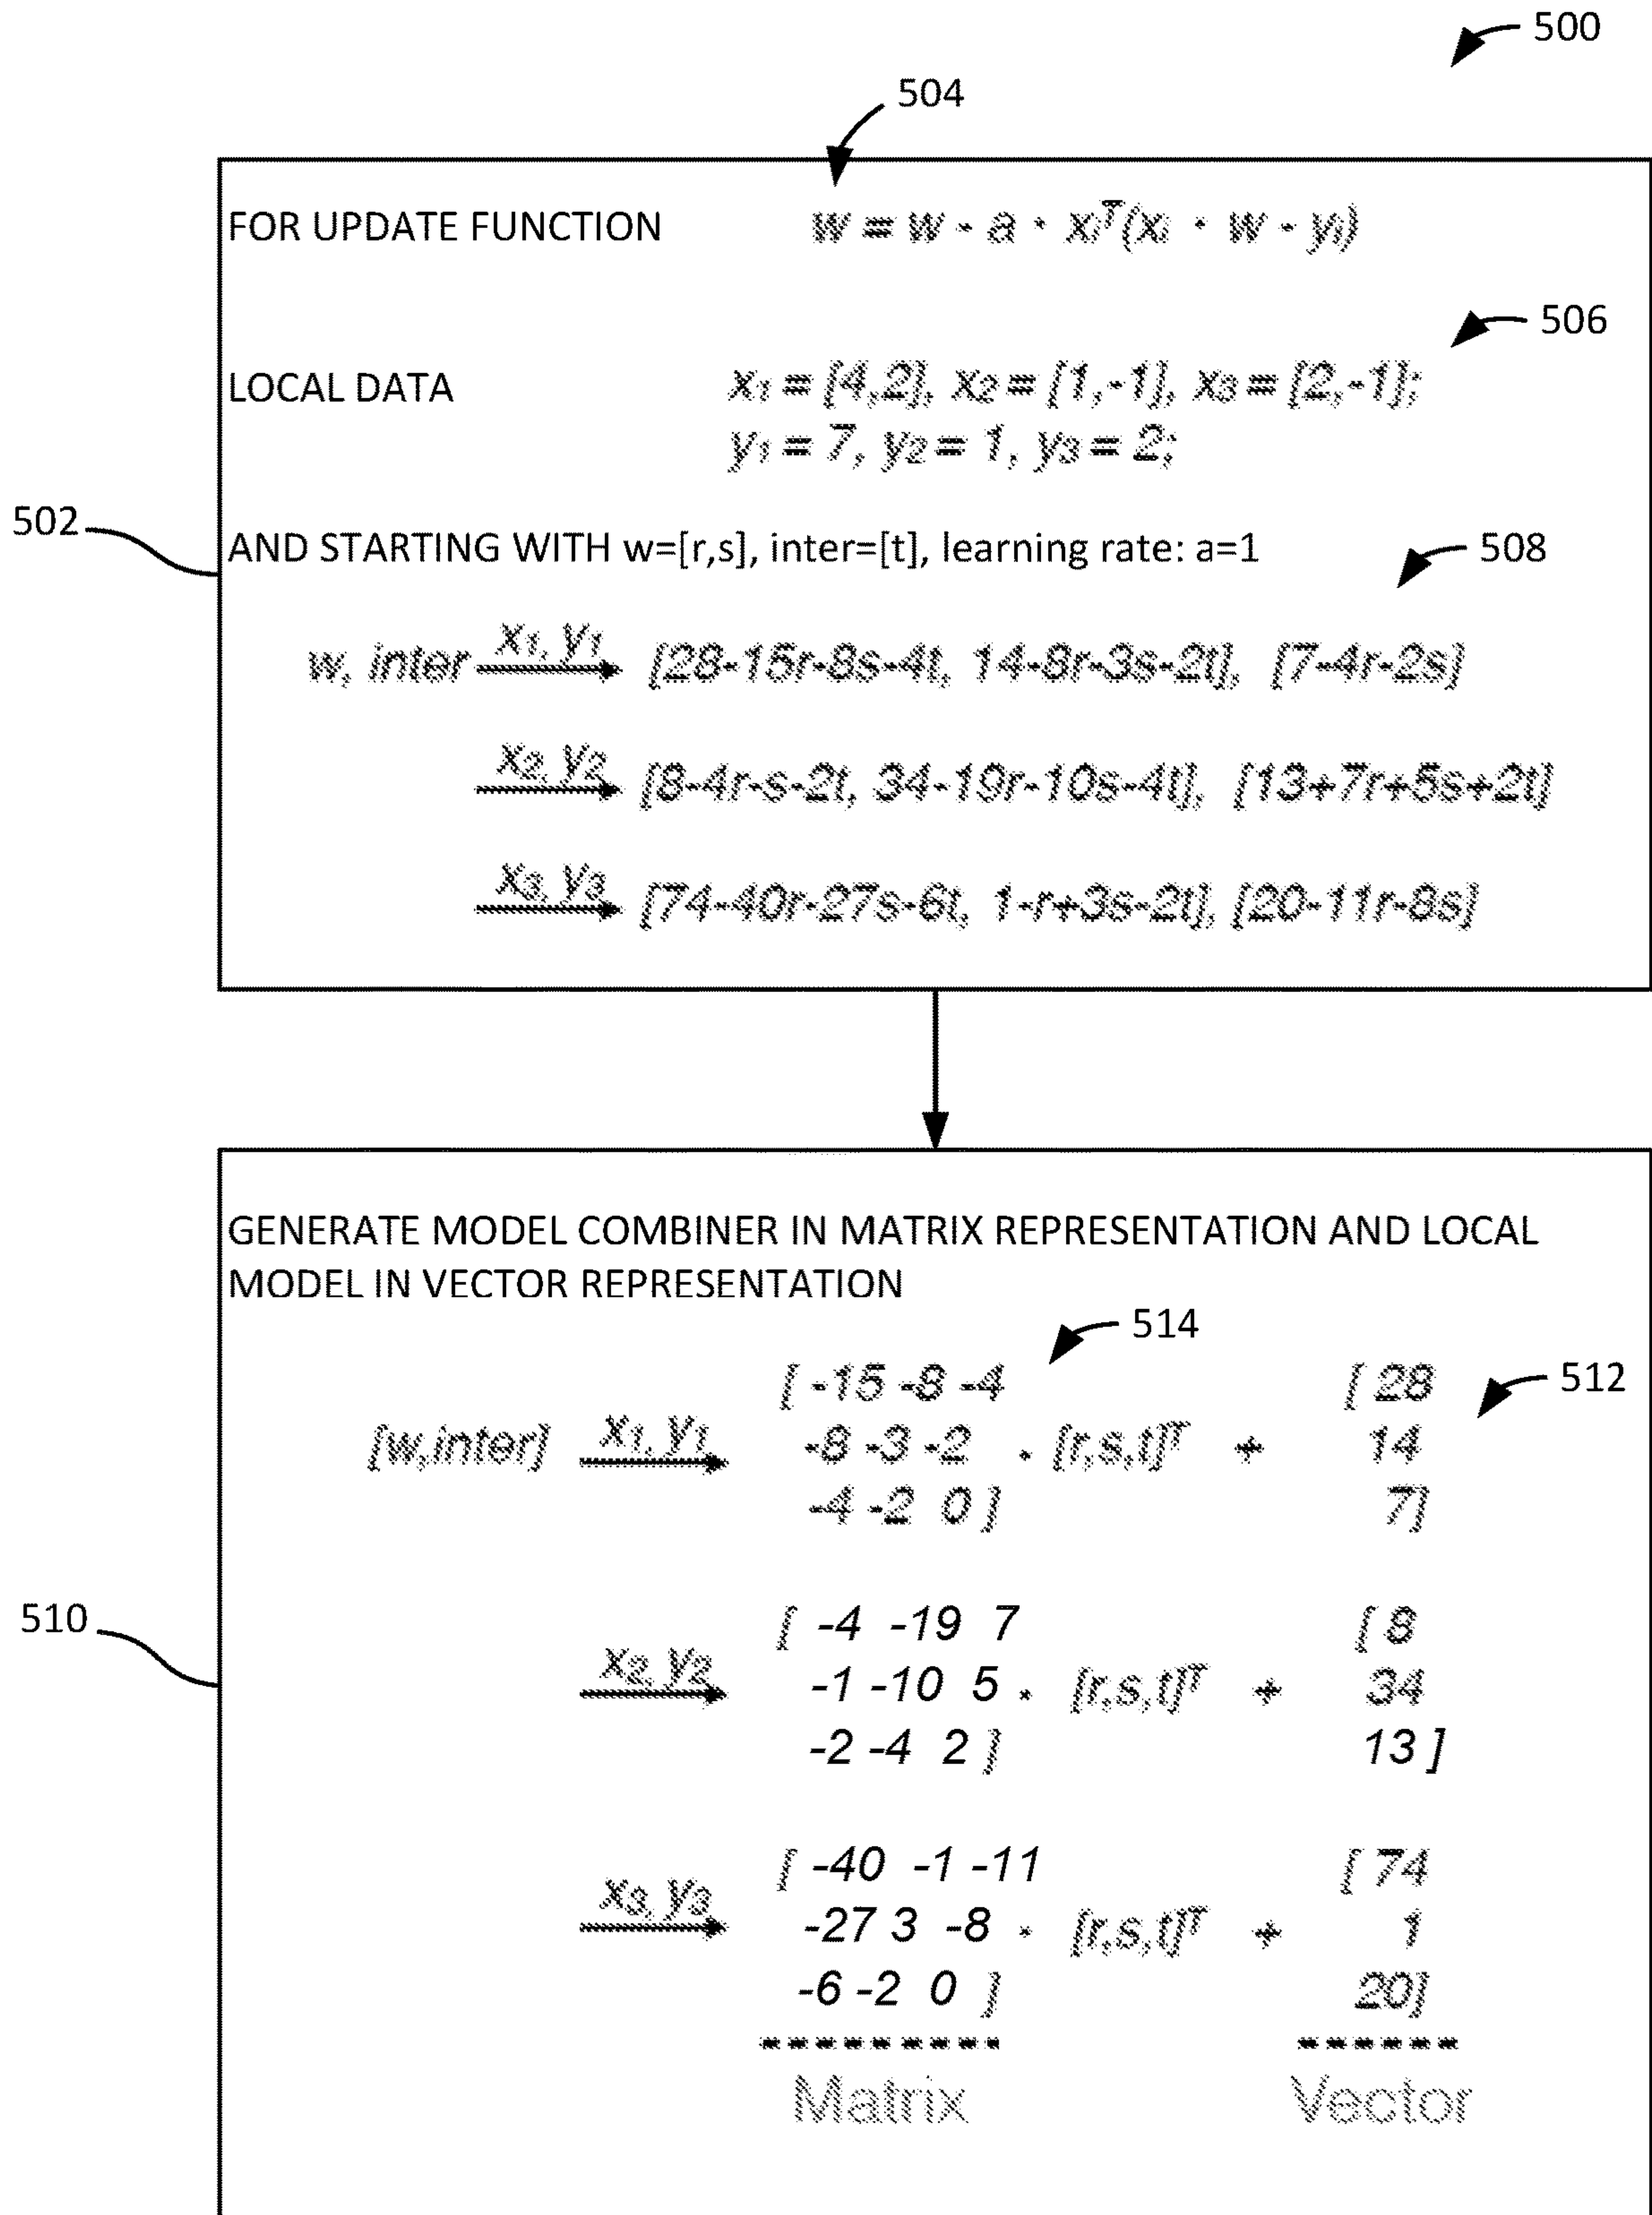 500
504
FOR UPDATE FUNCTION w = w - a · xᵢᵀ(xᵢ · w - yᵢ)
506
LOCAL DATA x₁ = [4,2], x₂ = [1,-1], x₃ = [2,-1];
y₁ = 7, y₂ = 1, y₃ = 2;
502
AND STARTING WITH w=[r,s], inter=[t], learning rate: a=1
508
w, inter x₁, y₁ [28-15r-8s-4t, 14-8r-3s-2t], [7-4r-2s]
x₂, y₂ [8-4r-s-2t, 34-19r-10s-4t], [13+7r+5s+2t]
x₃, y₃ [74-40r-27s-6t, 1-r+3s-2t], [20-11r-8s]
GENERATE MODEL COMBINER IN MATRIX REPRESENTATION AND LOCAL
MODEL IN VECTOR REPRESENTATION
514
[ -15 -8 -4 [ 28
512
[w,inter] x₁, y₁ -8 -3 -2 · [r,s,t]ᵀ + 14
-4 -2 0 ] 7]
510
[ -4 -19 7 [ 8
x₂, y₂ -1 -10 5 · [r,s,t]ᵀ + 34
-2 -4 2 ] 13 ]
[ -40 -1 -11 [ 74
x₃, y₃ -27 3 -8 · [r,s,t]ᵀ + 1
-6 -2 0 ] 20]
Matrix Vector